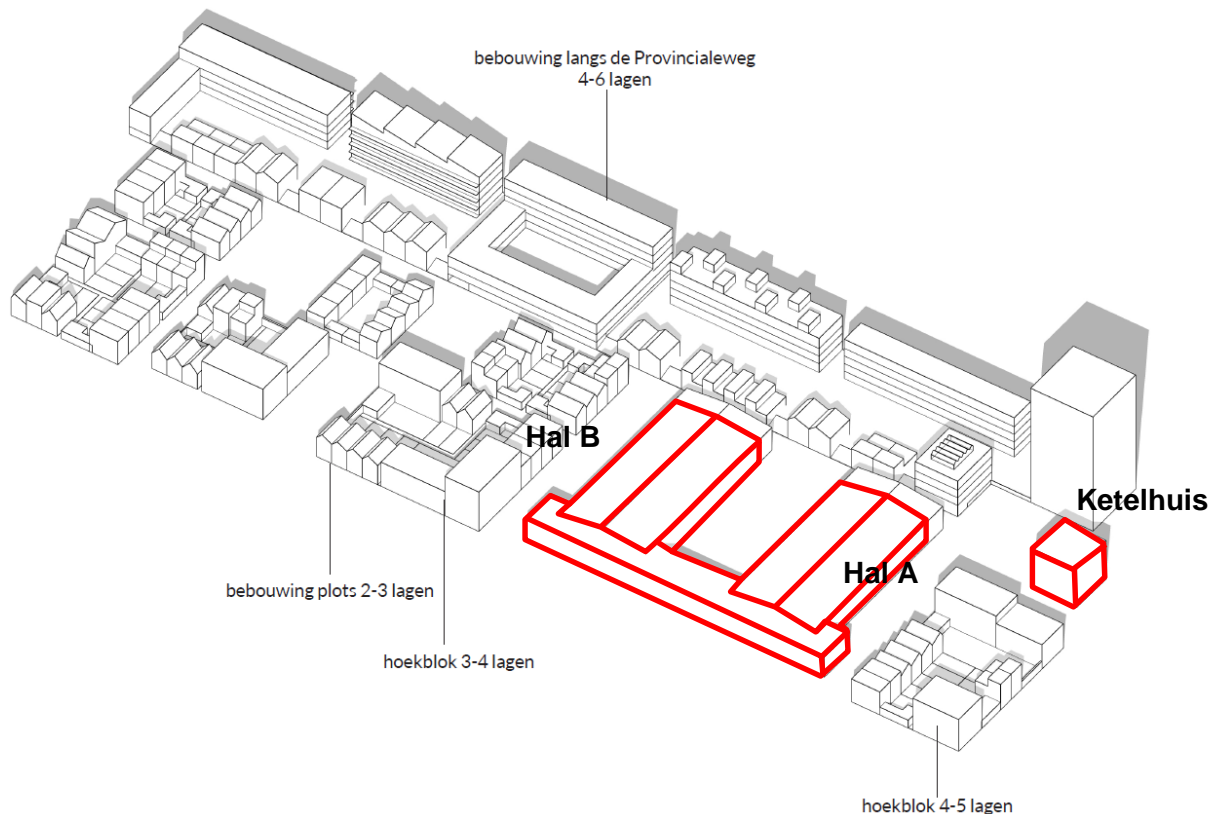 bebouwing langs de Provincialeweg
4-6 lagen
Hal B
Ketelhuis
Hal A
bebouwing plots 2-3 lagen
hoekblok 3-4 lagen
hoekblok 4-5 lagen